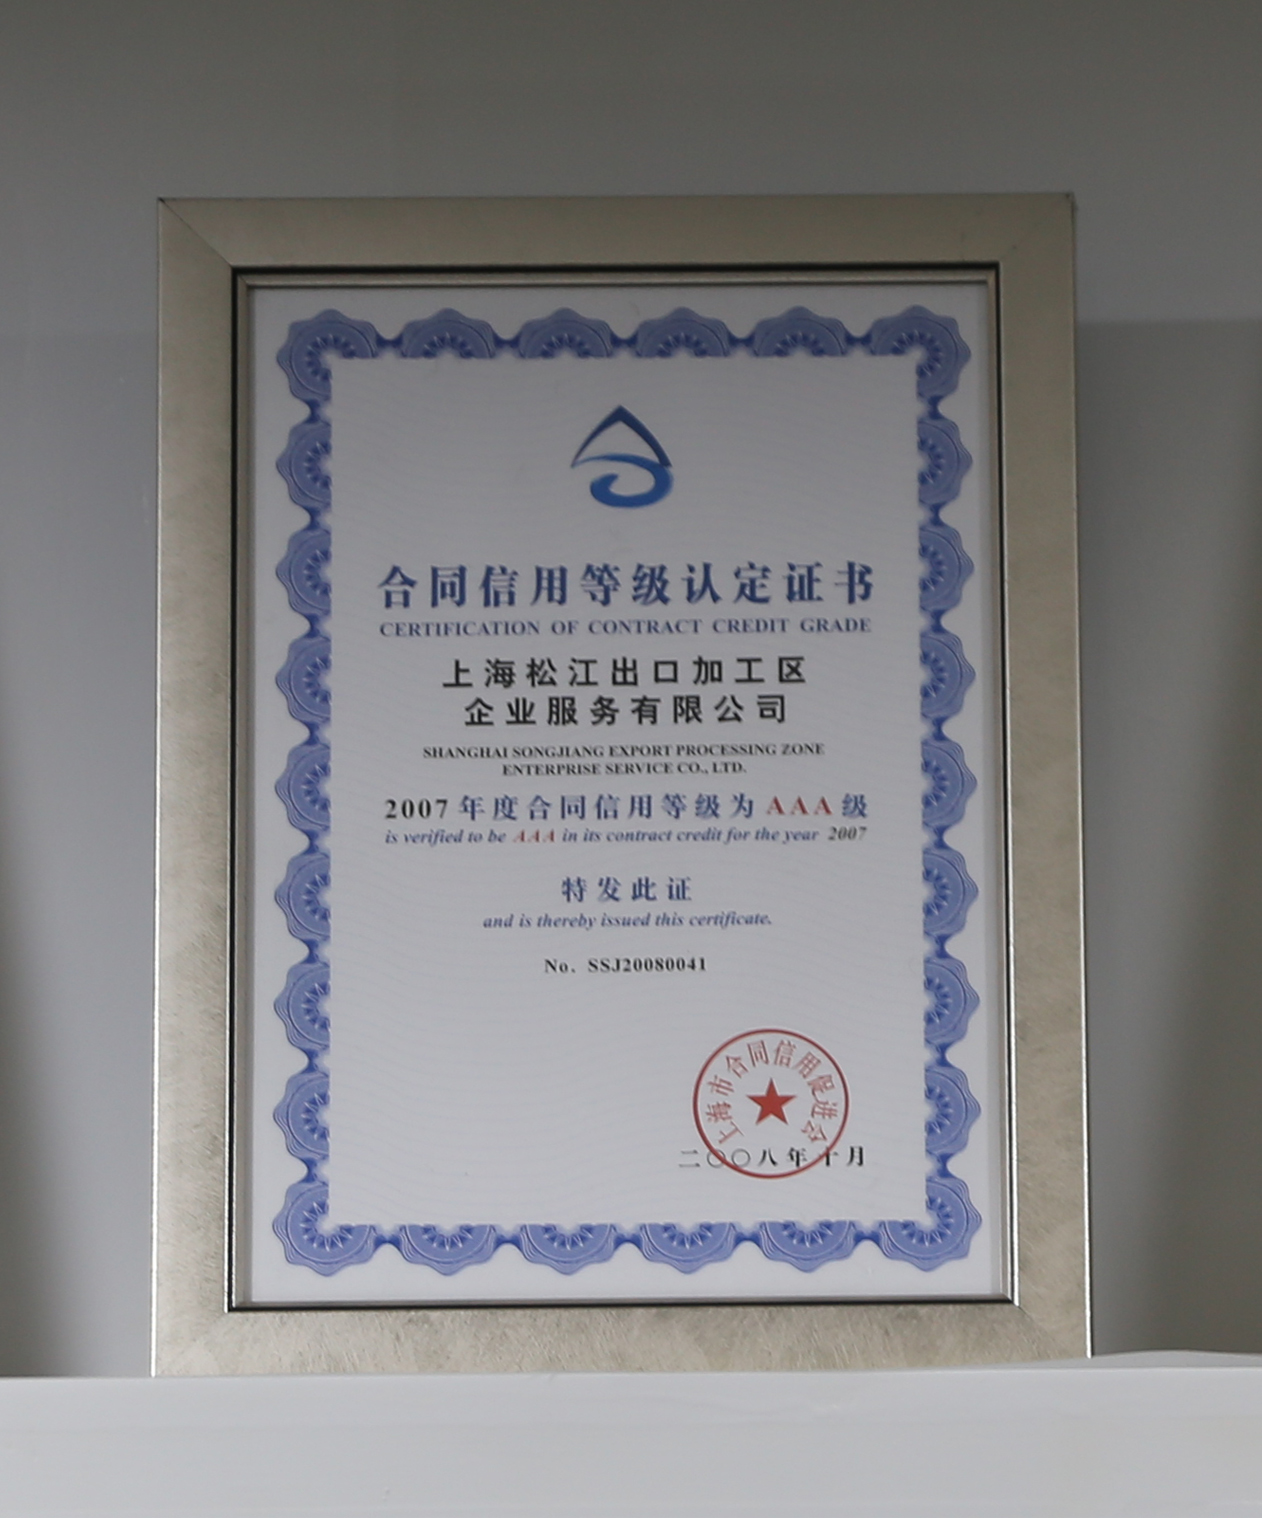 合同信用等级认定证书
CERTIFICATION OF CONTRACT CREDIT GRADE
上海松江出口加工区
企业服务有限公司
SHANGHAI SONGJIANG EXPORT PROCESSING ZONE
ENTERPRISE SERVICE CO., LTD.
2007年度合同信用等级为AAA级
is verified to be AAA in its contract credit for the year 2007
特发此证
and is thereby issued this certificate.
No. SSJ20080041
上海市合同信用促进会
二〇〇八年十月